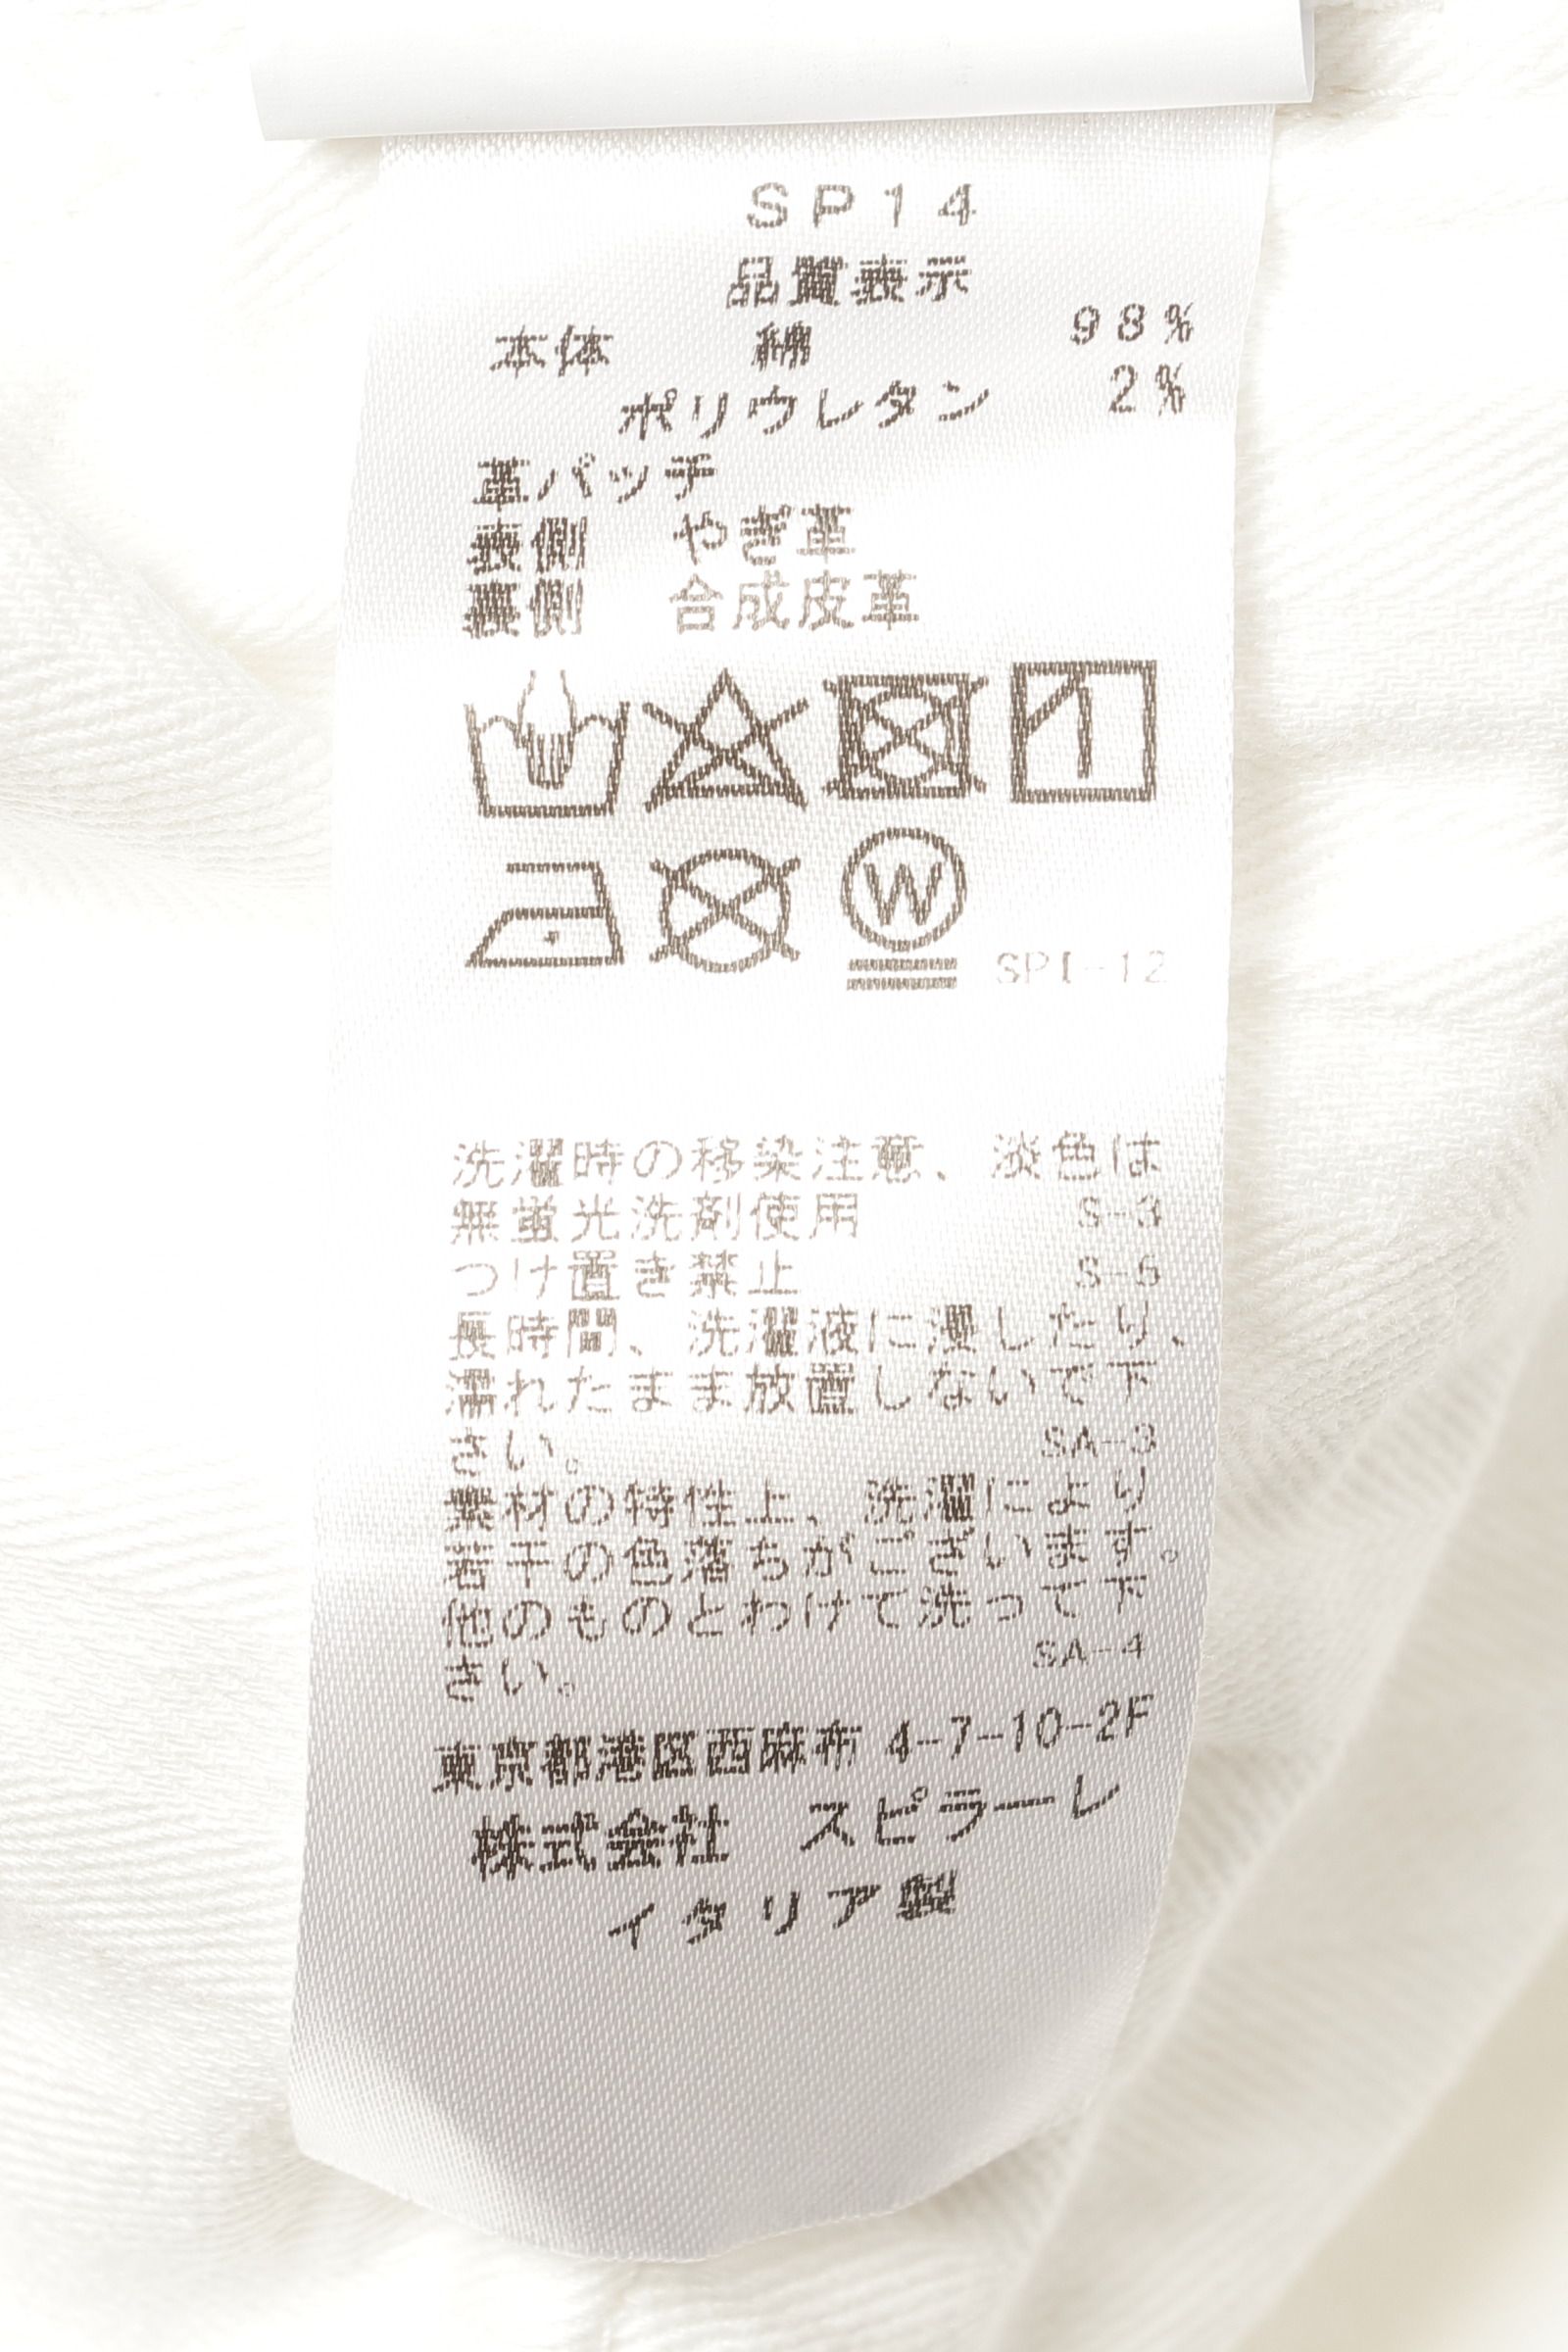 SP14
品質表示
本体 綿 98%
ポリウレタン 2%
革パッチ
表側 やぎ革
裏側 合成皮革
W
SPI-12
洗濯時の移染注意、淡色は
無蛍光洗剤使用 S-3
つけ置き禁止 S-5
長時間、洗濯液に浸したり、
濡れたまま放置しないで下
さい。 SA-3
素材の特性上、洗濯により
若干の色落ちがございます。
他のものとわけて洗って下
さい。 SA-4
東京都港区西麻布 4-7-10-2F
株式会社 スピラーレ
イタリア製